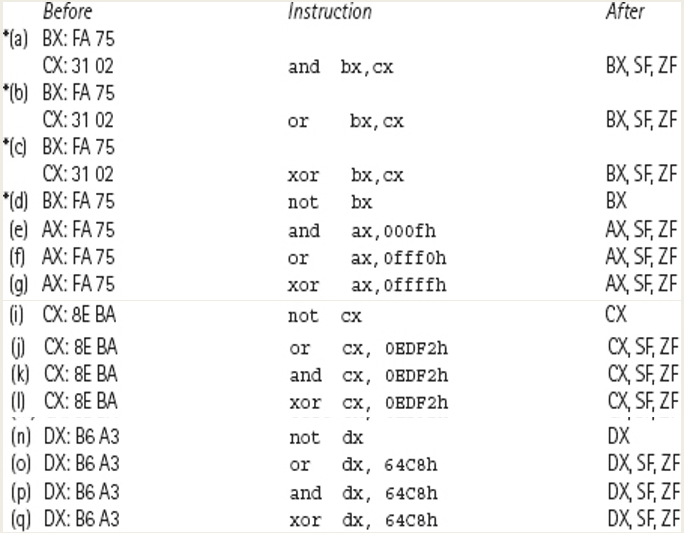 Before Instruction After
*(a) BX: FA 75
CX: 31 02 and bx,cx BX, SF, ZF
*(b) BX: FA 75
CX: 31 02 or bx,cx BX, SF, ZF
*(c) BX: FA 75
CX: 31 02 xor bx,cx BX, SF, ZF
*(d) BX: FA 75 not bx BX
(e) AX: FA 75 and ax,000fh AX, SF, ZF
(f) AX: FA 75 or ax,0fff0h AX, SF, ZF
(g) AX: FA 75 xor ax,0ffffh AX, SF, ZF
(i) CX: 8E BA not cx CX
(j) CX: 8E BA or cx, 0EDF2h CX, SF, ZF
(k) CX: 8E BA and cx, 0EDF2h CX, SF, ZF
(l) CX: 8E BA xor cx, 0EDF2h CX, SF, ZF
(n) DX: B6 A3 not dx DX
(o) DX: B6 A3 or dx, 64C8h DX, SF, ZF
(p) DX: B6 A3 and dx, 64C8h DX, SF, ZF
(q) DX: B6 A3 xor dx, 64C8h DX, SF, ZF